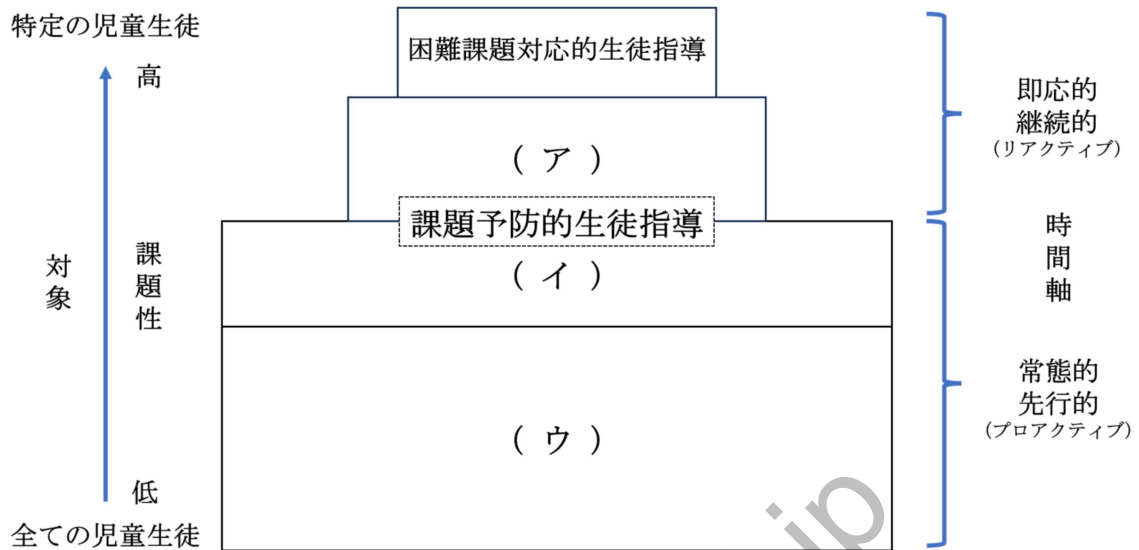 特定の児童生徒
高
対象
課題性
低
全ての児童生徒
困難課題対応的生徒指導
（ ア ）
課題予防的生徒指導
（ イ ）
（ ウ ）
即応的
継続的
（リアクティブ）
時間軸
常態的
先行的
（プロアクティブ）
jp